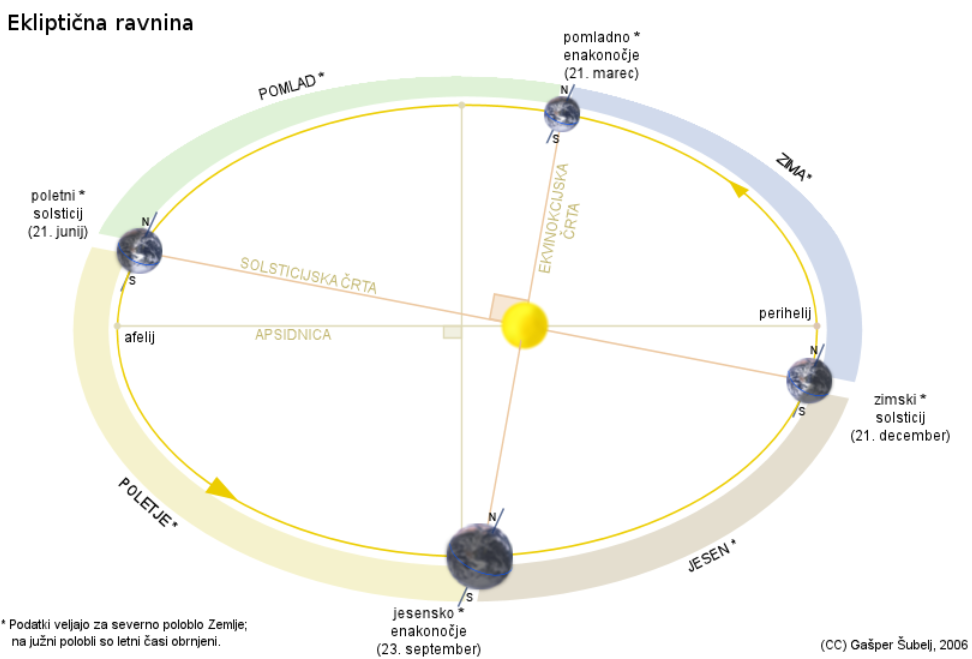 Ekliptična ravnina
pomladno *
enakonočje
(21. marec)
POMLAD *
N
S
ZIMA*
poletni *
solsticij
(21. junij)
N
S
EKVINOKCIJSKA
ČRTA
SOLSTICIJSKA ČRTA
perihelij
afelij
APSIDNICA
N
S
zimski *
solsticij
(21. december)
POLETJE *
N
S
JESEN *
jesensko *
enakonočje
(23. september)
* Podatki veljajo za severno poloblo Zemlje;
na južni polobli so letni časi obrnjeni.
(CC) Gašper Šubelj, 2006